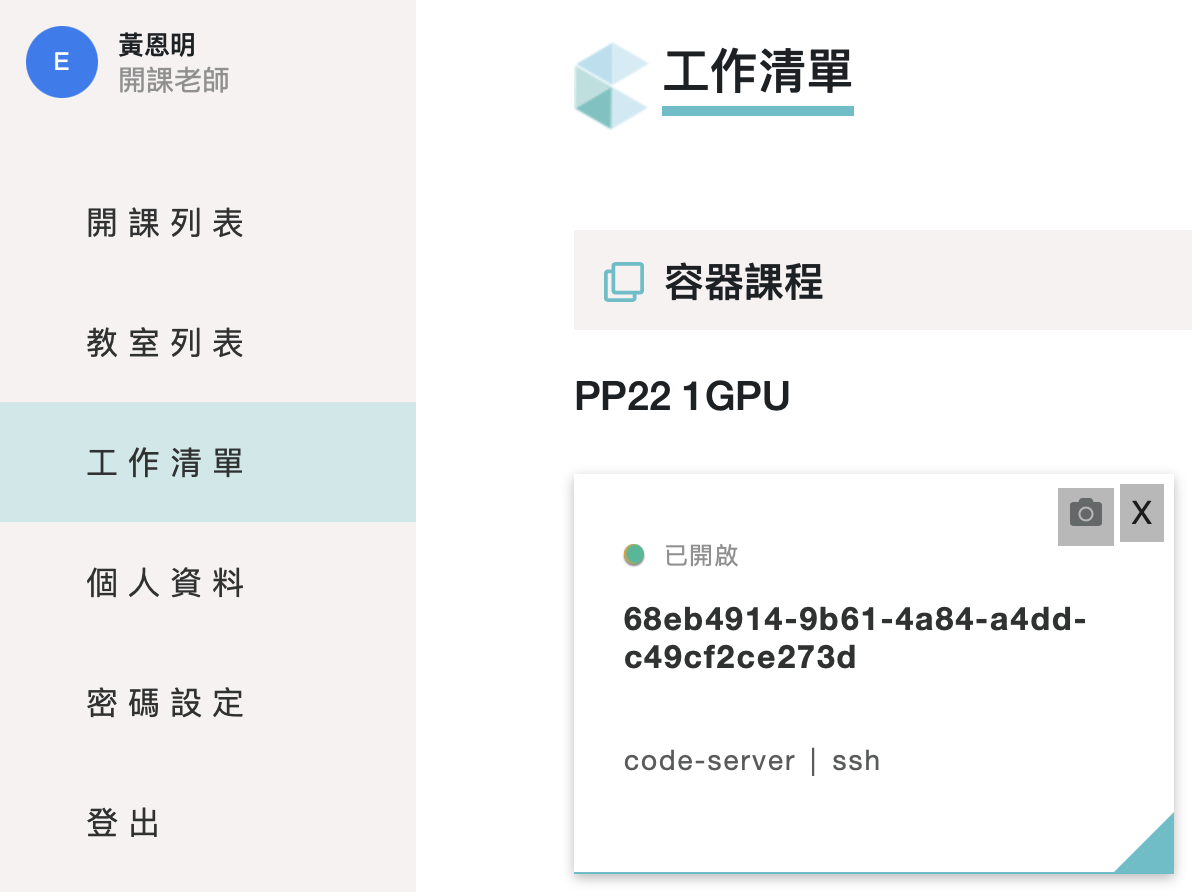 E
黃恩明
開課老師
開課列表
教室列表
工作清單
個人資料
密碼設定
登出
工作清單
容器課程
PP22 1GPU
X
已開啟
68eb4914-9b61-4a84-a4dd-
c49cf2ce273d
code-server | ssh